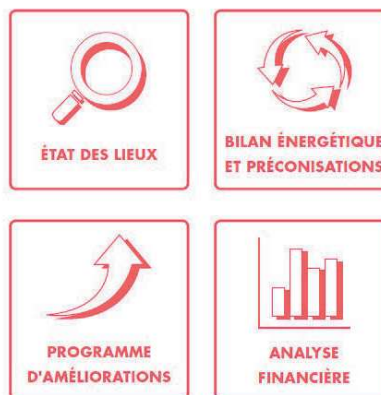 ÉTAT DES LIEUX
BILAN ÉNERGÉTIQUE
ET PRÉCONISATIONS
PROGRAMME
D'AMÉLIORATIONS
ANALYSE
FINANCIÈRE